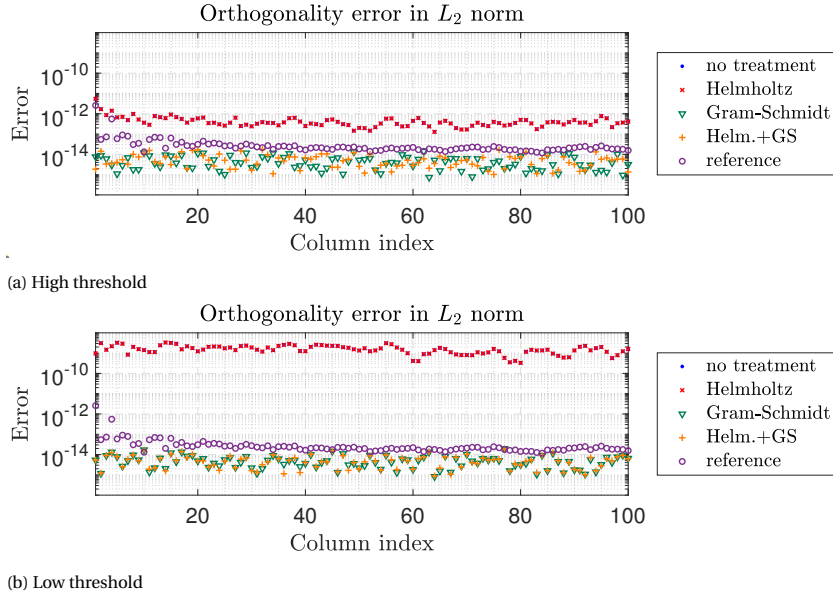 Orthogonality error in L₂ norm
10⁻¹⁰
10⁻¹²
10⁻¹⁴
Error
20
40
60
80
100
Column index
no treatment
Helmholtz
Gram-Schmidt
Helm.+GS
reference
(a) High threshold
Orthogonality error in L₂ norm
10⁻¹⁰
10⁻¹²
10⁻¹⁴
Error
20
40
60
80
100
Column index
no treatment
Helmholtz
Gram-Schmidt
Helm.+GS
reference
(b) Low threshold